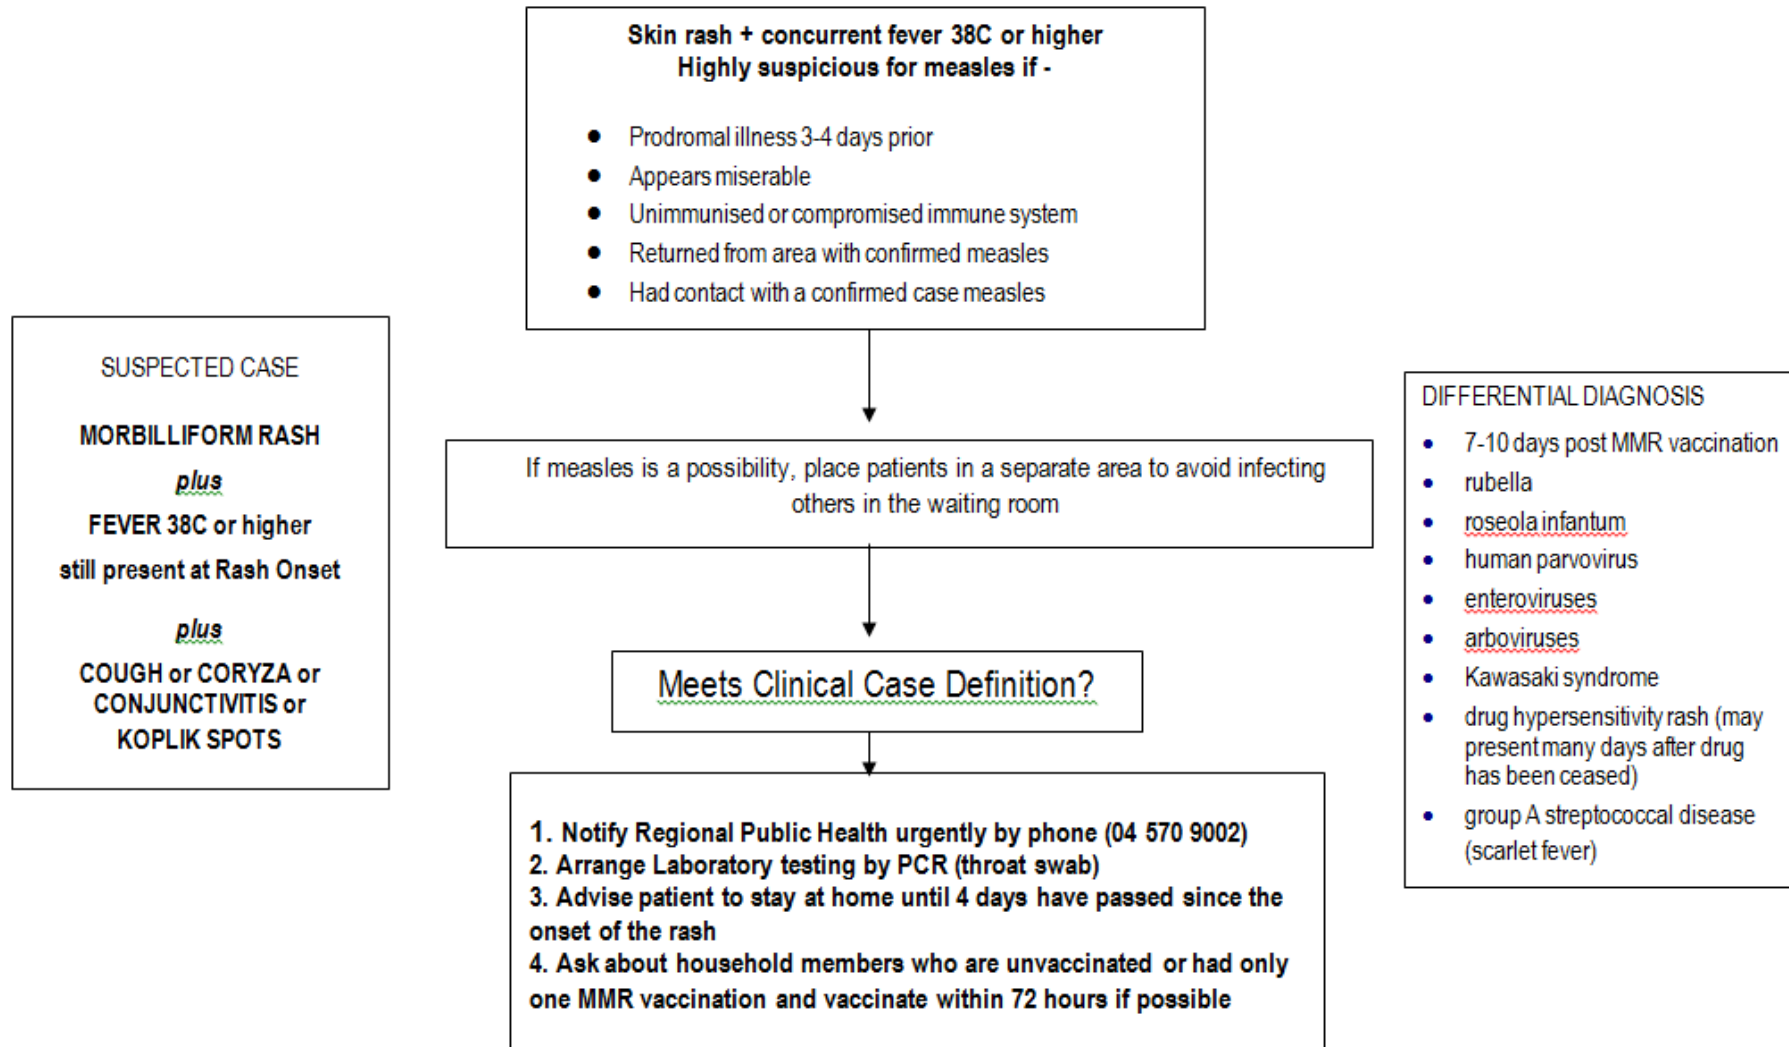 Skin rash + concurrent fever 38C or higher
Highly suspicious for measles if -
● Prodromal illness 3-4 days prior
● Appears miserable
● Unimmunised or compromised immune system
● Returned from area with confirmed measles
● Had contact with a confirmed case measles
SUSPECTED CASE
MORBILLIFORM RASH
plus
FEVER 38C or higher
still present at Rash Onset
plus
COUGH or CORYZA or
CONJUNCTIVITIS or
KOPLIK SPOTS
If measles is a possibility, place patients in a separate area to avoid infecting
others in the waiting room
DIFFERENTIAL DIAGNOSIS
• 7-10 days post MMR vaccination
• rubella
• roseola infantum
• human parvovirus
• enteroviruses
• arboviruses
• Kawasaki syndrome
• drug hypersensitivity rash (may
present many days after drug
has been ceased)
• group A streptococcal disease
(scarlet fever)
Meets Clinical Case Definition?
1. Notify Regional Public Health urgently by phone (04 570 9002)
2. Arrange Laboratory testing by PCR (throat swab)
3. Advise patient to stay at home until 4 days have passed since the
onset of the rash
4. Ask about household members who are unvaccinated or had only
one MMR vaccination and vaccinate within 72 hours if possible